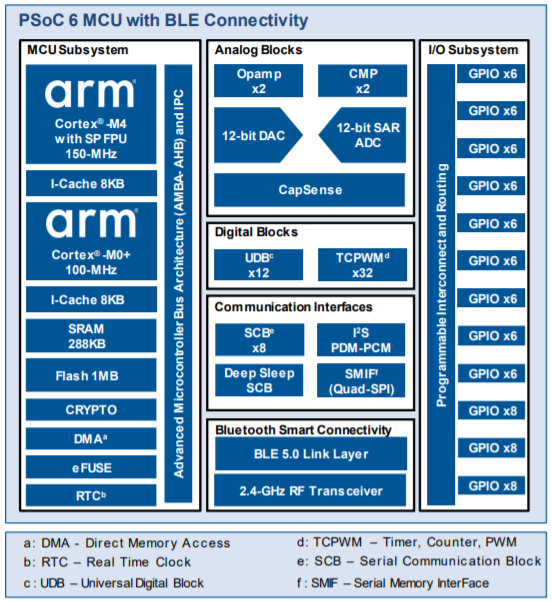 PSoC 6 MCU with BLE Connectivity
MCU Subsystem
arm®
Cortex®-M4
with SP FPU
150-MHz
I-Cache 8KB
arm®
Cortex®-M0+
100-MHz
I-Cache 8KB
SRAM
288KB
Flash 1MB
CRYPTO
DMAᵃ
eFUSE
RTCᵇ
Advanced Microcontroller Bus Architecture (AMBA-AHB) and IPC
Analog Blocks
Opamp
x2
CMP
x2
12-bit DAC
12-bit SAR
ADC
CapSense
Digital Blocks
UDBᶜ
x12
TCPWMᵈ
x32
Communication Interfaces
SCBᵉ
x8
I²S
PDM-PCM
Deep Sleep
SCB
SMIFᶠ
(Quad-SPI)
Bluetooth Smart Connectivity
BLE 5.0 Link Layer
2.4-GHz RF Transceiver
I/O Subsystem
Programmable Interconnect and Routing
GPIO x6
GPIO x6
GPIO x6
GPIO x6
GPIO x6
GPIO x6
GPIO x6
GPIO x6
GPIO x6
GPIO x8
GPIO x8
GPIO x8
a: DMA - Direct Memory Access
b: RTC – Real Time Clock
c: UDB – Universal Digital Block
d: TCPWM – Timer, Counter, PWM
e: SCB – Serial Communication Block
f: SMIF – Serial Memory InterFace